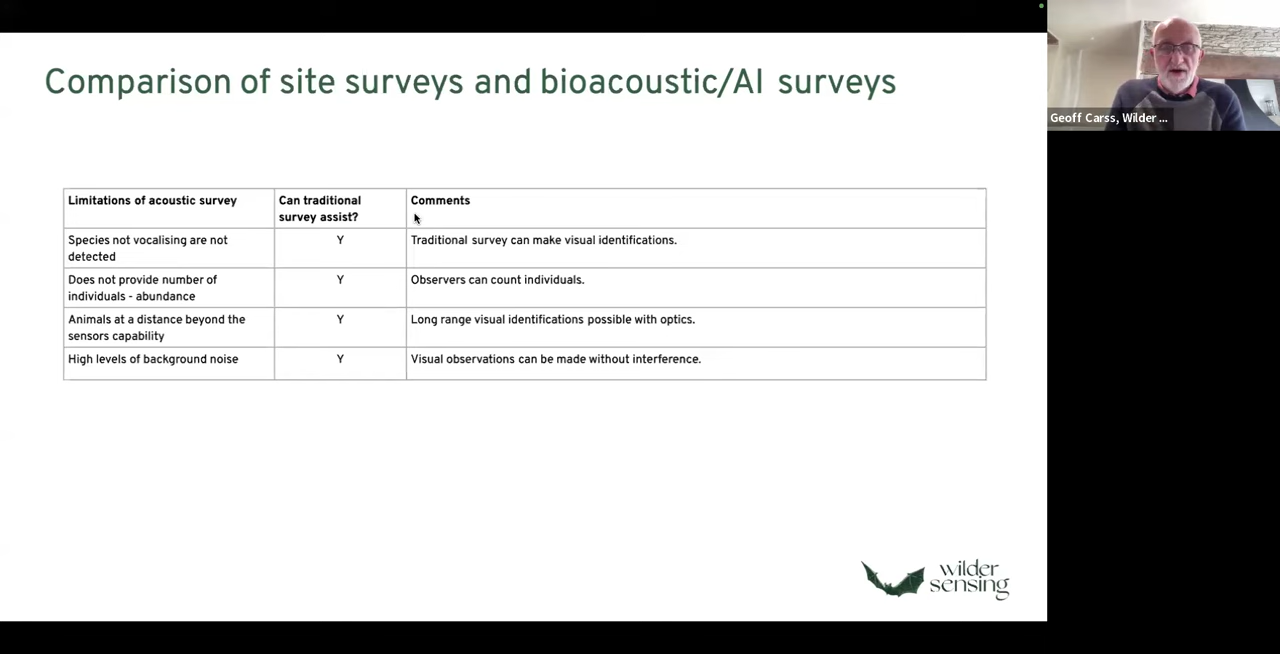 Comparison of site surveys and bioacoustic/AI surveys
Geoff Carss, Wilder ...
Limitations of acoustic survey
Can traditional
survey assist?
Comments
Species not vocalising are not
detected
Y
Traditional survey can make visual identifications.
Does not provide number of
individuals - abundance
Y
Observers can count individuals.
Animals at a distance beyond the
sensors capability
Y
Long range visual identifications possible with optics.
High levels of background noise
Y
Visual observations can be made without interference.
wilder
sensing